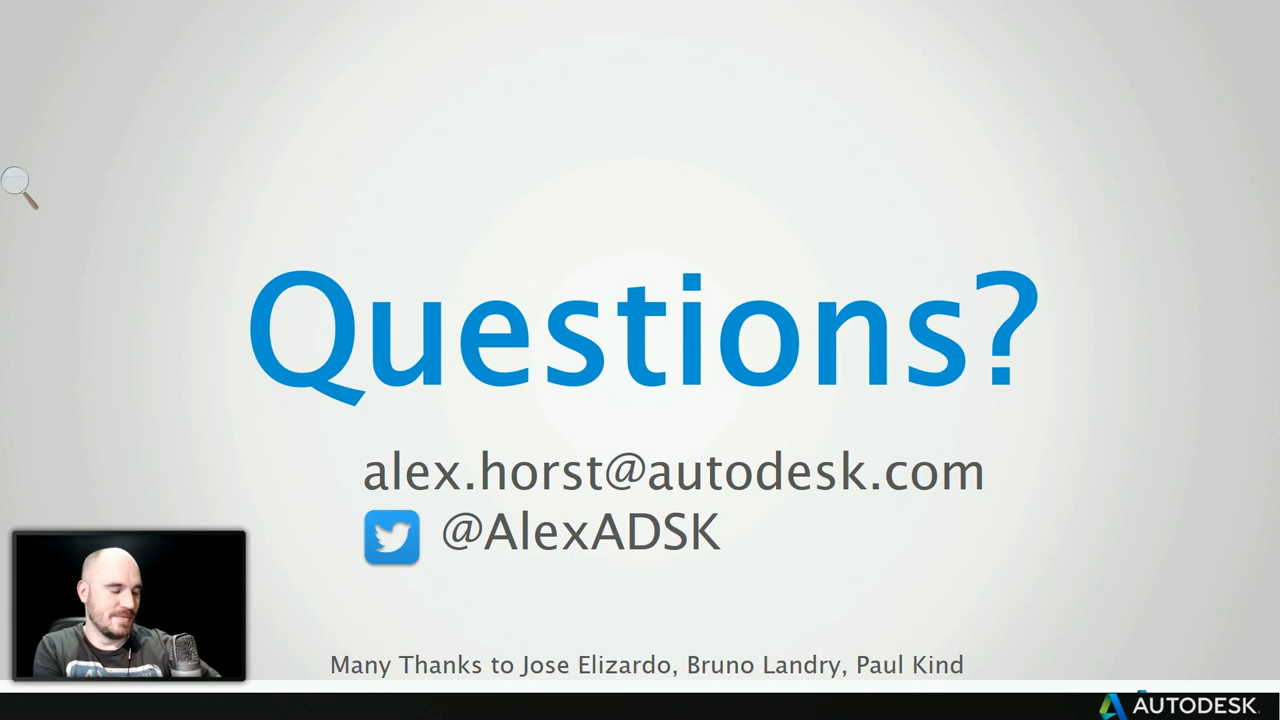 Questions?
alex.horst@autodesk.com
@AlexADSK
Many Thanks to Jose Elizardo, Bruno Landry, Paul Kind
AUTODESK